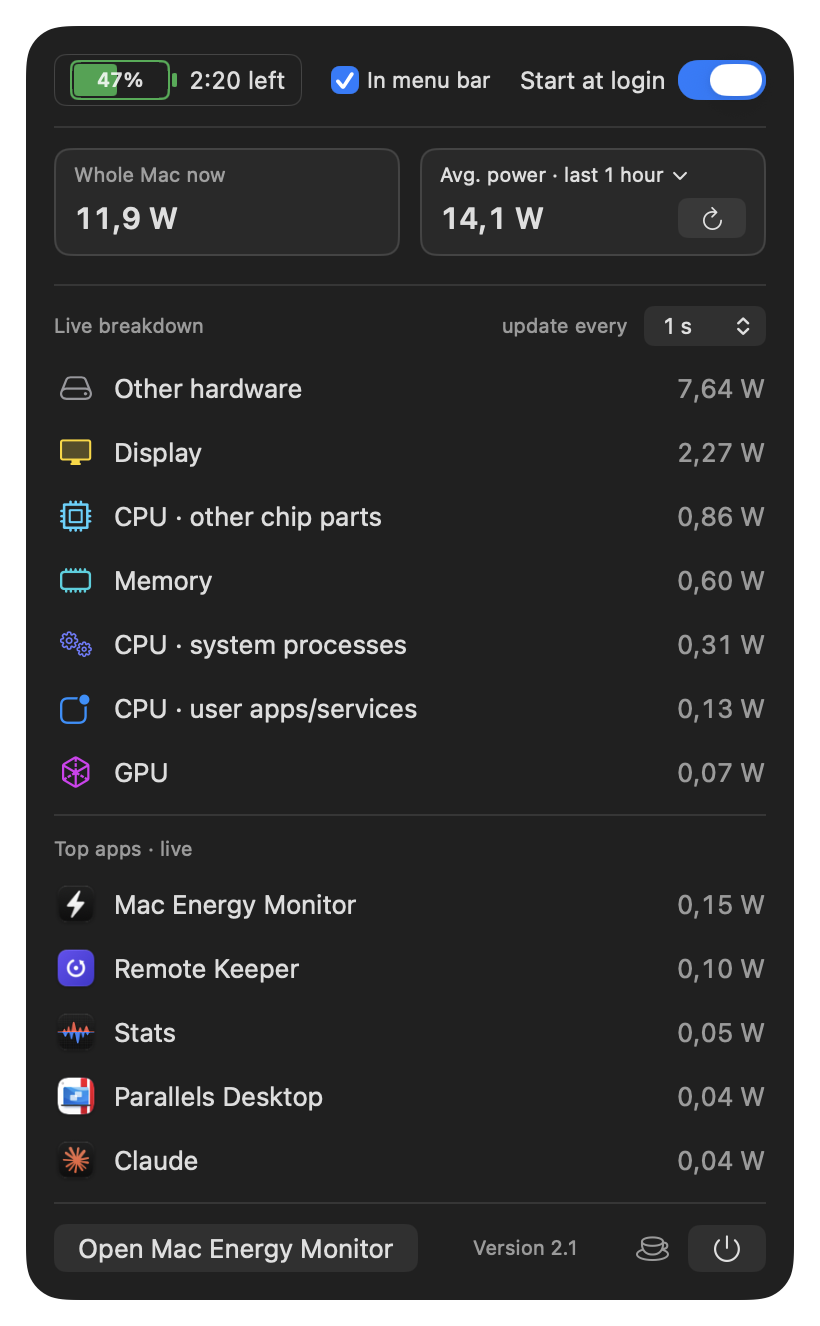 47% 2:20 left In menu bar Start at login
Whole Mac now
11,9 W
Avg. power · last 1 hour
14,1 W
Live breakdown update every 1 s
Other hardware 7,64 W
Display 2,27 W
CPU · other chip parts 0,86 W
Memory 0,60 W
CPU · system processes 0,31 W
CPU · user apps/services 0,13 W
GPU 0,07 W
Top apps · live
Mac Energy Monitor 0,15 W
Remote Keeper 0,10 W
Stats 0,05 W
Parallels Desktop 0,04 W
Claude 0,04 W
Open Mac Energy Monitor Version 2.1